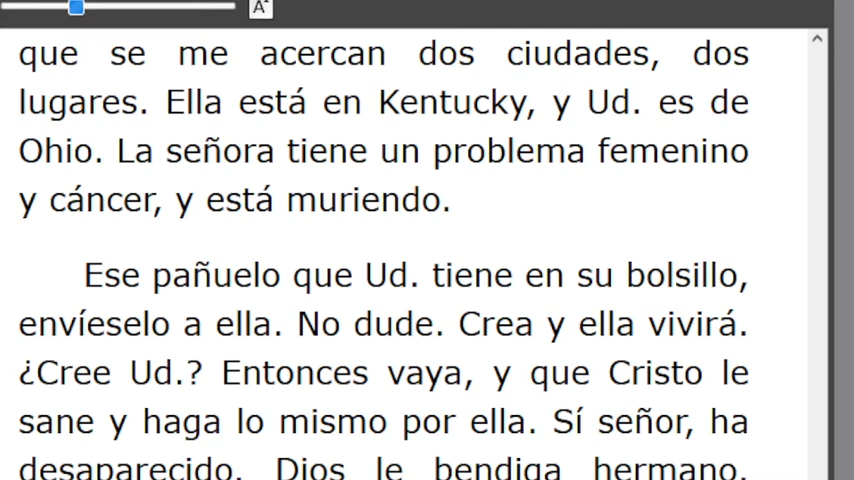 A
que se me acercan dos ciudades, dos
lugares. Ella está en Kentucky, y Ud. es de
Ohio. La señora tiene un problema femenino
y cáncer, y está muriendo.
Ese pañuelo que Ud. tiene en su bolsillo,
envíeselo a ella. No dude. Crea y ella vivirá.
¿Cree Ud.? Entonces vaya, y que Cristo le
sane y haga lo mismo por ella. Sí señor, ha
desaparecido. Dios le bendiga hermano.